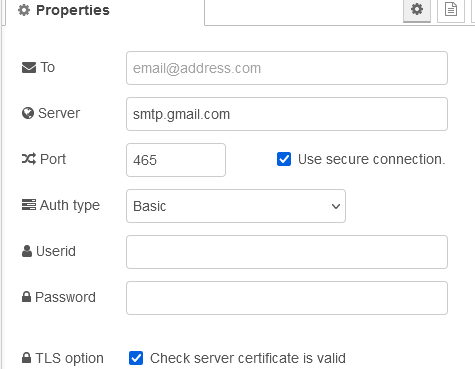 Properties
To email@address.com
Server smtp.gmail.com
Port 465 Use secure connection.
Auth type Basic
Userid
Password
TLS option Check server certificate is valid